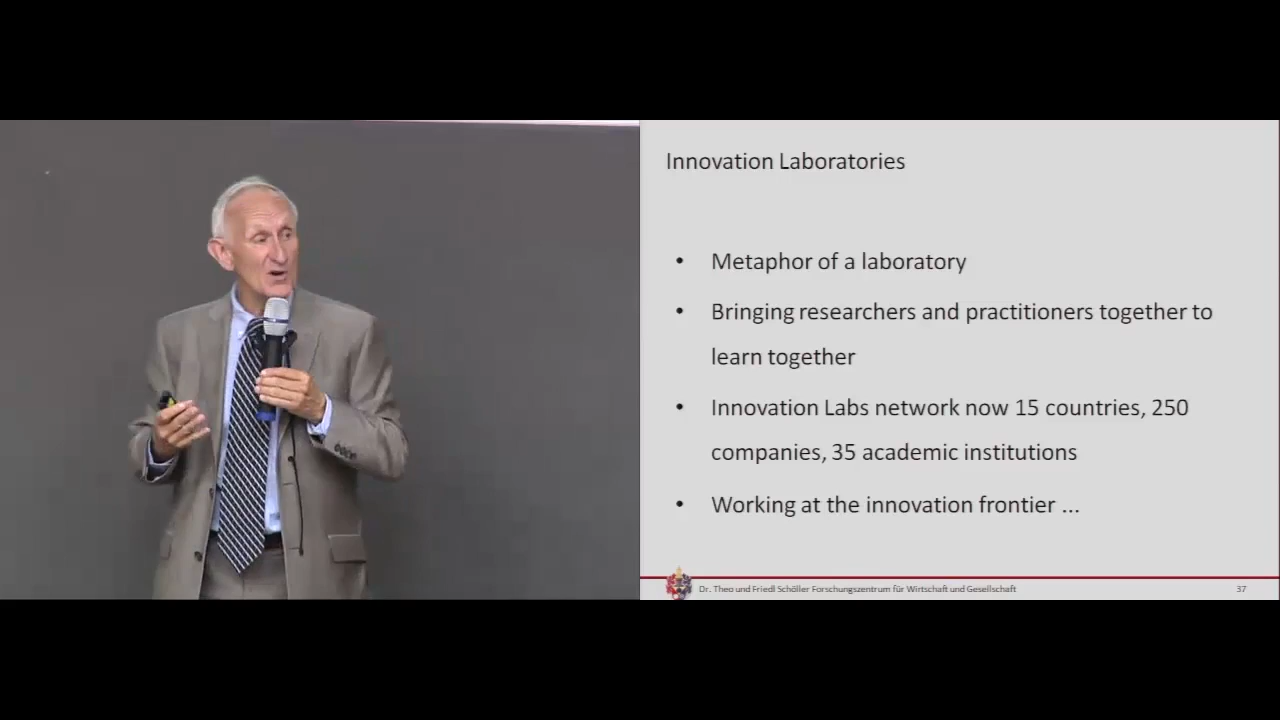 Innovation Laboratories
• Metaphor of a laboratory
• Bringing researchers and practitioners together to
learn together
• Innovation Labs network now 15 countries, 250
companies, 35 academic institutions
• Working at the innovation frontier ...
Dr. Theo und Friedl Schöller Forschungszentrum für Wirtschaft und Gesellschaft
37